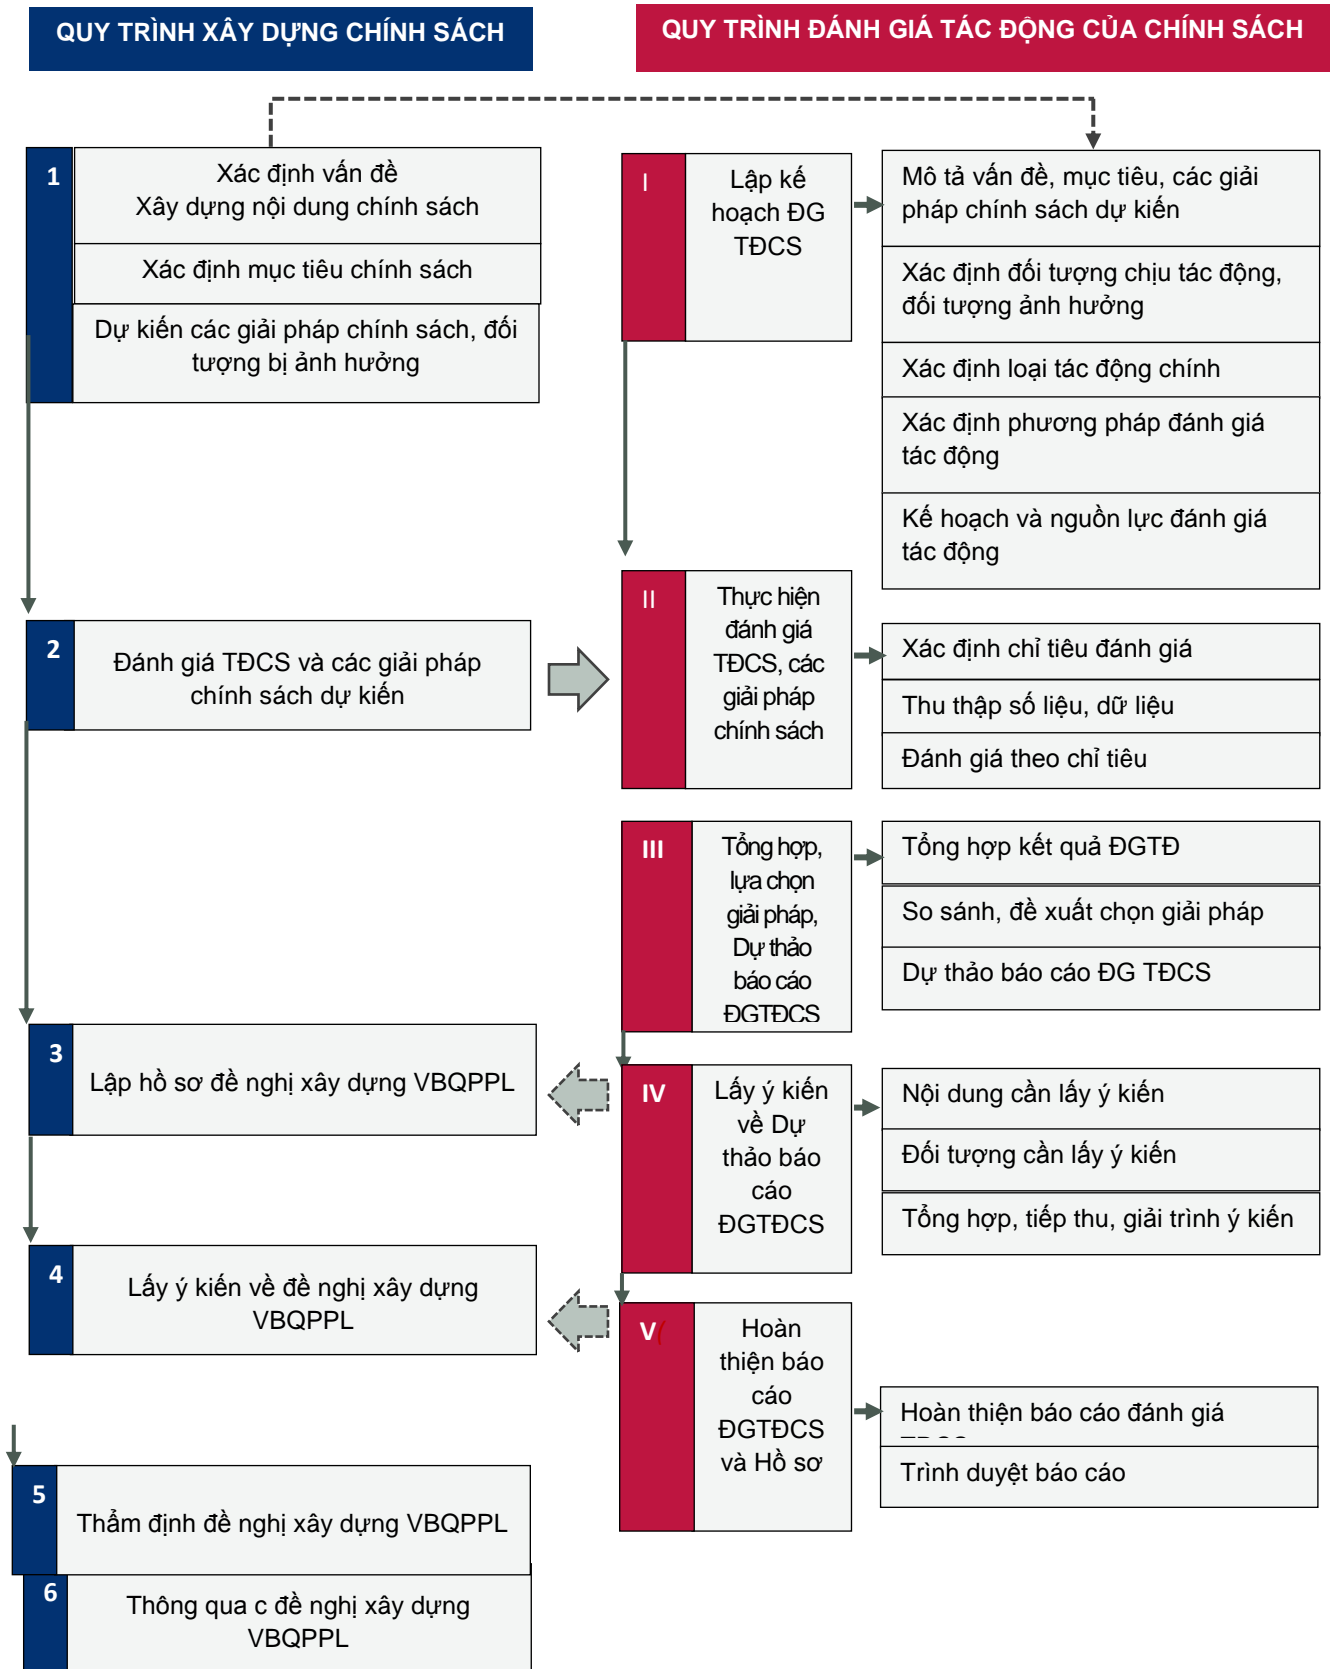 QUY TRÌNH XÂY DỰNG CHÍNH SÁCH
QUY TRÌNH ĐÁNH GIÁ TÁC ĐỘNG CỦA CHÍNH SÁCH
1
Xác định vấn đề
Xây dựng nội dung chính sách
Xác định mục tiêu chính sách
Dự kiến các giải pháp chính sách, đối
tượng bị ảnh hưởng
I
Lập kế
hoạch ĐG
TĐCS
Mô tả vấn đề, mục tiêu, các giải
pháp chính sách dự kiến
Xác định đối tượng chịu tác động,
đối tượng ảnh hưởng
Xác định loại tác động chính
Xác định phương pháp đánh giá
tác động
Kế hoạch và nguồn lực đánh giá
tác động
2
Đánh giá TĐCS và các giải pháp
chính sách dự kiến
II
Thực hiện
đánh giá
TĐCS, các
giải pháp
chính sách
Xác định chỉ tiêu đánh giá
Thu thập số liệu, dữ liệu
Đánh giá theo chỉ tiêu
III
Tổng hợp,
lựa chọn
giải pháp,
Dự thảo
báo cáo
ĐGTĐCS
Tổng hợp kết quả ĐGTĐ
So sánh, đề xuất chọn giải pháp
Dự thảo báo cáo ĐG TĐCS
3
Lập hồ sơ đề nghị xây dựng VBQPPL
IV
Lấy ý kiến
về Dự
thảo báo
cáo
ĐGTĐCS
Nội dung cần lấy ý kiến
Đối tượng cần lấy ý kiến
Tổng hợp, tiếp thu, giải trình ý kiến
4
Lấy ý kiến về đề nghị xây dựng
VBQPPL
V(
Hoàn
thiện báo
cáo
ĐGTĐCS
và Hồ sơ
Hoàn thiện báo cáo đánh giá
Trình duyệt báo cáo
5
Thẩm định đề nghị xây dựng VBQPPL
6
Thông qua c đề nghị xây dựng
VBQPPL